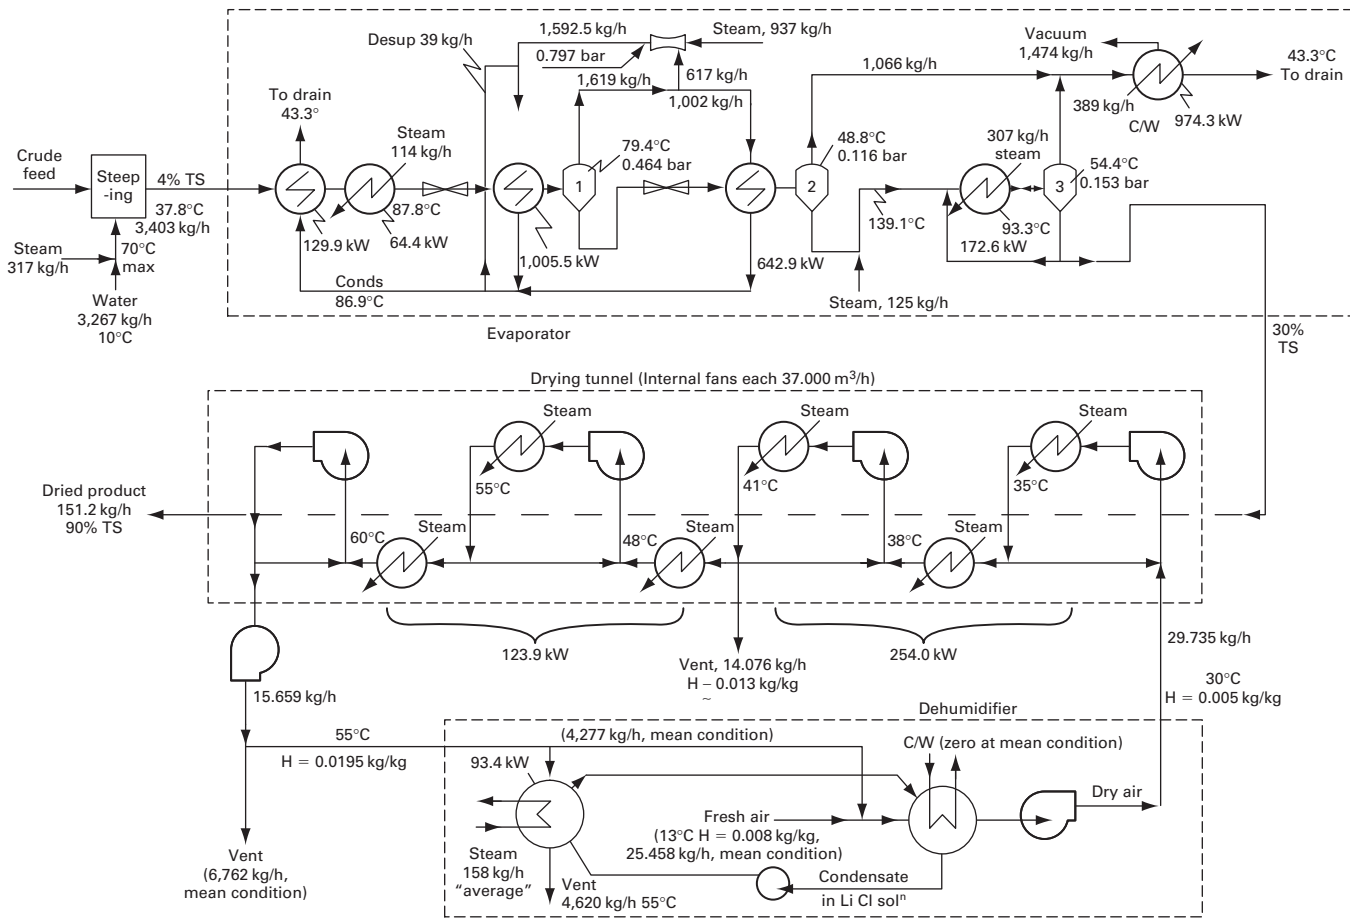 Desup 39 kg/h
1,592.5 kg/h
Steam, 937 kg/h
0.797 bar
1,619 kg/h
617 kg/h
1,002 kg/h
1,066 kg/h
Vacuum
1,474 kg/h
43.3°C
To drain
389 kg/h
C/W
974.3 kW
To drain
43.3°
Steam
114 kg/h
79.4°C
0.464 bar
48.8°C
0.116 bar
307 kg/h
steam
54.4°C
0.153 bar
Crude
feed
Steep
-ing
4% TS
37.8°C
3,403 kg/h
1
2
3
87.8°C
139.1°C
93.3°C
129.9 kW
64.4 kW
1,005.5 kW
642.9 kW
172.6 kW
Steam
317 kg/h
70°C
max
Water
3,267 kg/h
10°C
Conds
86.9°C
Steam, 125 kg/h
Evaporator
30%
TS
Drying tunnel (Internal fans each 37.000 m³/h)
Steam
Steam
Steam
55°C
41°C
35°C
Dried product
151.2 kg/h
90% TS
Steam
Steam
60°C
48°C
38°C
123.9 kW
254.0 kW
Vent, 14.076 kg/h
H – 0.013 kg/kg
~
29.735 kg/h
30°C
H = 0.005 kg/kg
15.659 kg/h
Dehumidifier
55°C
H = 0.0195 kg/kg
(4,277 kg/h, mean condition)
93.4 kW
C/W (zero at mean condition)
Dry air
Fresh air
(13°C H = 0.008 kg/kg,
25.458 kg/h, mean condition)
Steam
158 kg/h
"average"
Vent
4,620 kg/h 55°C
Condensate
in Li Cl solⁿ
Vent
(6,762 kg/h,
mean condition)